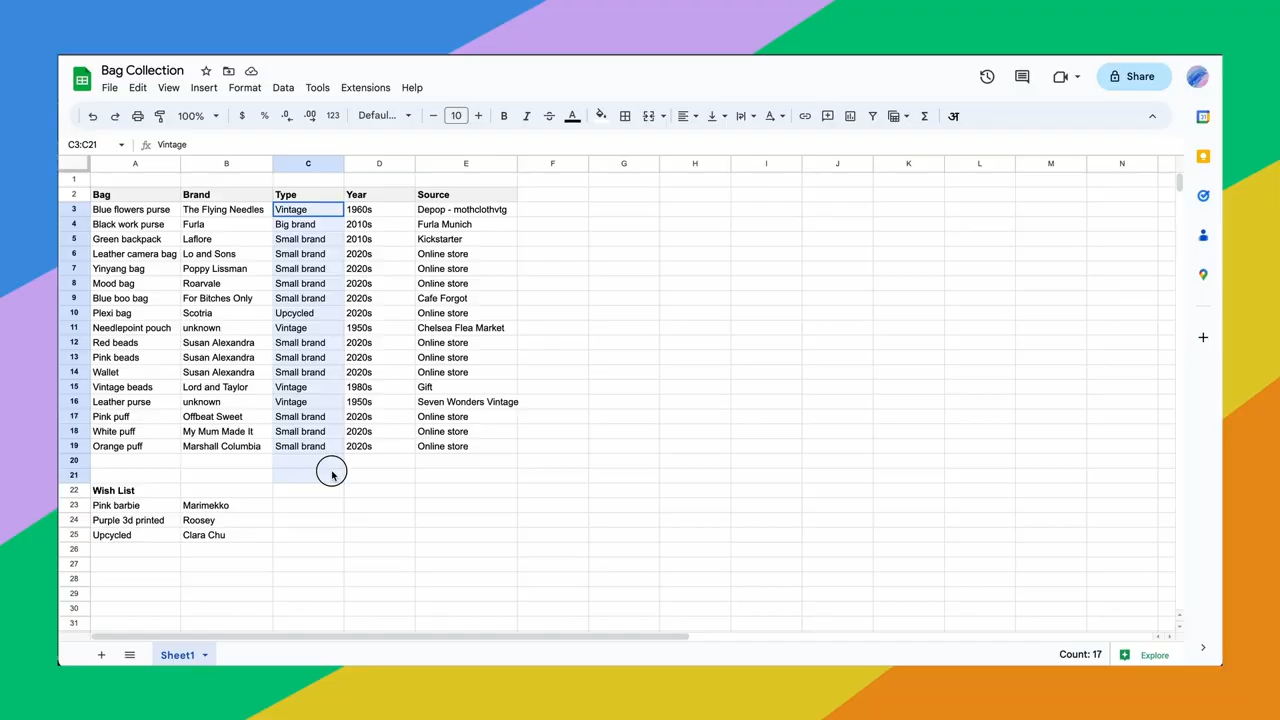 Bag Collection
File Edit View Insert Format Data Tools Extensions Help
Share
100% $ % .0 .00 123 Defaul... − 10 + B I S A Σ अ
C3:C21 fx Vintage
A B C D E F G H I J K L M N
1
2 Bag Brand Type Year Source
3 Blue flowers purse The Flying Needles Vintage 1960s Depop - mothclothvtg
4 Black work purse Furla Big brand 2010s Furla Munich
5 Green backpack Laflore Small brand 2010s Kickstarter
6 Leather camera bag Lo and Sons Small brand 2020s Online store
7 Yinyang bag Poppy Lissman Small brand 2020s Online store
8 Mood bag Roarvale Small brand 2020s Online store
9 Blue boo bag For Bitches Only Small brand 2020s Cafe Forgot
10 Plexi bag Scotria Upcycled 2020s Online store
11 Needlepoint pouch unknown Vintage 1950s Chelsea Flea Market
12 Red beads Susan Alexandra Small brand 2020s Online store
13 Pink beads Susan Alexandra Small brand 2020s Online store
14 Wallet Susan Alexandra Small brand 2020s Online store
15 Vintage beads Lord and Taylor Vintage 1980s Gift
16 Leather purse unknown Vintage 1950s Seven Wonders Vintage
17 Pink puff Offbeat Sweet Small brand 2020s Online store
18 White puff My Mum Made It Small brand 2020s Online store
19 Orange puff Marshall Columbia Small brand 2020s Online store
20
21
22 Wish List
23 Pink barbie Marimekko
24 Purple 3d printed Roosey
25 Upcycled Clara Chu
26
27
28
29
30
31
Sheet1 Count: 17 Explore